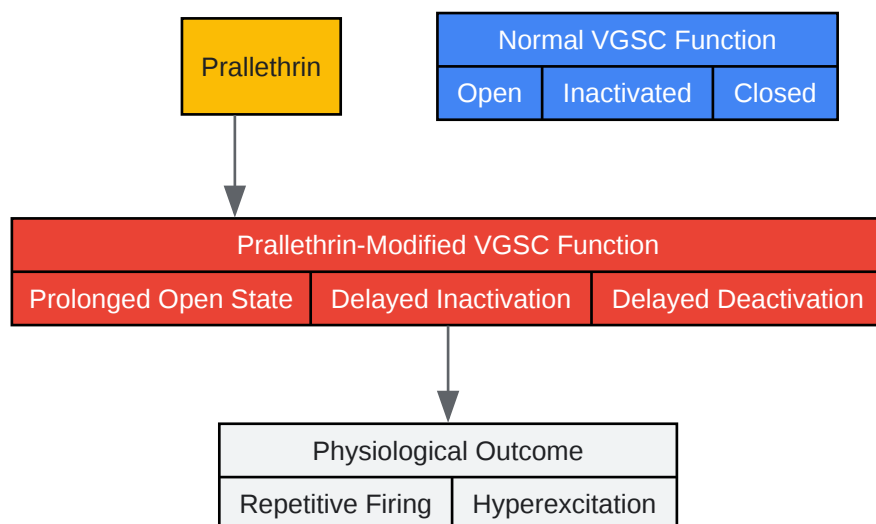 Prallethrin
Normal VGSC Function
Open
Inactivated
Closed
Prallethrin-Modified VGSC Function
Prolonged Open State
Delayed Inactivation
Delayed Deactivation
Physiological Outcome
Repetitive Firing
Hyperexcitation